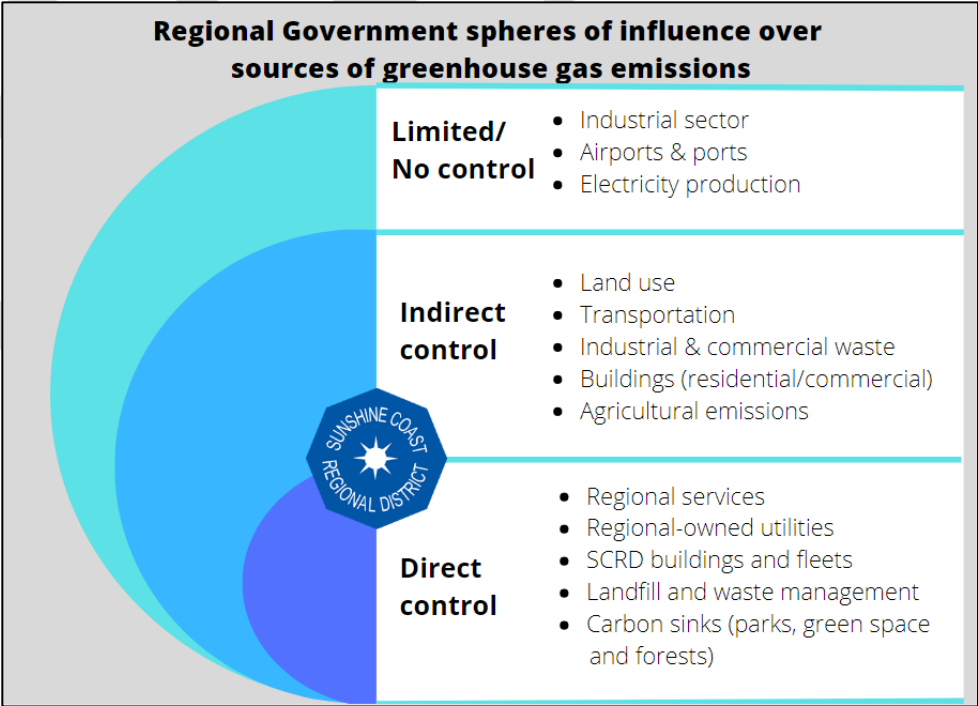 Regional Government spheres of influence over
sources of greenhouse gas emissions
Limited/
No control
• Industrial sector
• Airports & ports
• Electricity production
Indirect
control
• Land use
• Transportation
• Industrial & commercial waste
• Buildings (residential/commercial)
• Agricultural emissions
SUNSHINE COAST
REGIONAL DISTRICT
Direct
control
• Regional services
• Regional-owned utilities
• SCRD buildings and fleets
• Landfill and waste management
• Carbon sinks (parks, green space
and forests)